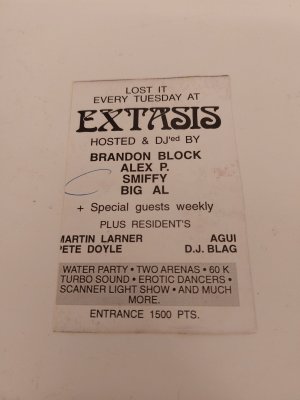 LOST IT
EVERY TUESDAY AT
EXTASIS
HOSTED & DJ'ed BY
BRANDON BLOCK
ALEX P.
SMIFFY
BIG AL
+ Special guests weekly
PLUS RESIDENT'S
MARTIN LARNER AGUI
PETE DOYLE D.J. BLAG
WATER PARTY • TWO ARENAS • 60 K
TURBO SOUND • EROTIC DANCERS •
SCANNER LIGHT SHOW • AND MUCH
MORE.
ENTRANCE 1500 PTS.